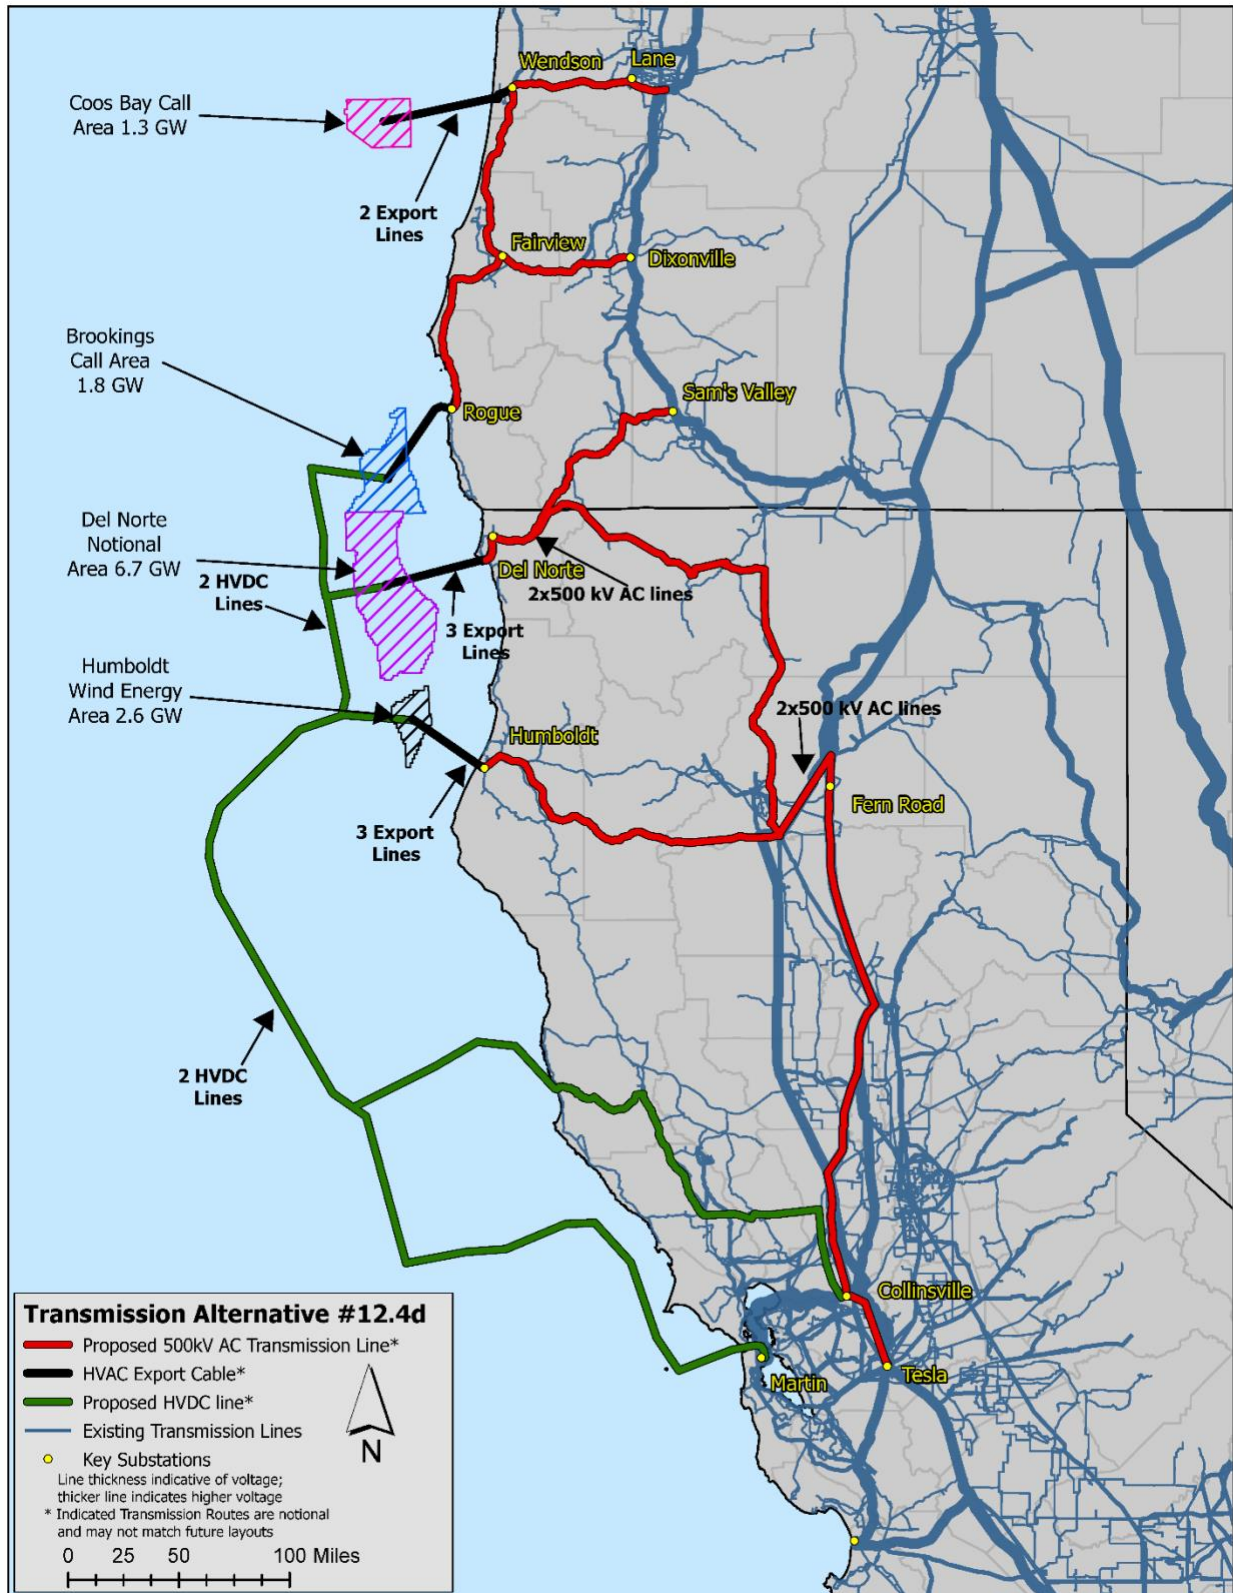 Wendson
Lane
Coos Bay Call
Area 1.3 GW
2 Export
Lines
Fairview
Dixonville
Brookings
Call Area
1.8 GW
Sam's Valley
Rogue
Del Norte
Notional
Area 6.7 GW
2 HVDC
Lines
Del Norte
2x500 kV AC lines
3 Export
Lines
Humboldt
Wind Energy
Area 2.6 GW
Humboldt
2x500 kV AC lines
Fern Road
3 Export
Lines
2 HVDC
Lines
Collinsville
Martin
Tesla
Transmission Alternative #12.4d
Proposed 500kV AC Transmission Line*
HVAC Export Cable*
Proposed HVDC line*
Existing Transmission Lines
Key Substations
Line thickness indicative of voltage;
thicker line indicates higher voltage
* Indicated Transmission Routes are notional
and may not match future layouts
N
0 25 50 100 Miles